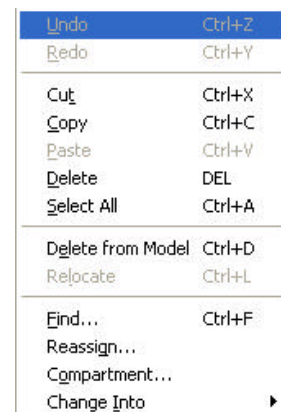 Undo Ctrl+Z
Redo Ctrl+Y
Cut Ctrl+X
Copy Ctrl+C
Paste Ctrl+V
Delete DEL
Select All Ctrl+A
Delete from Model Ctrl+D
Relocate Ctrl+L
Find... Ctrl+F
Reassign...
Compartment...
Change Into